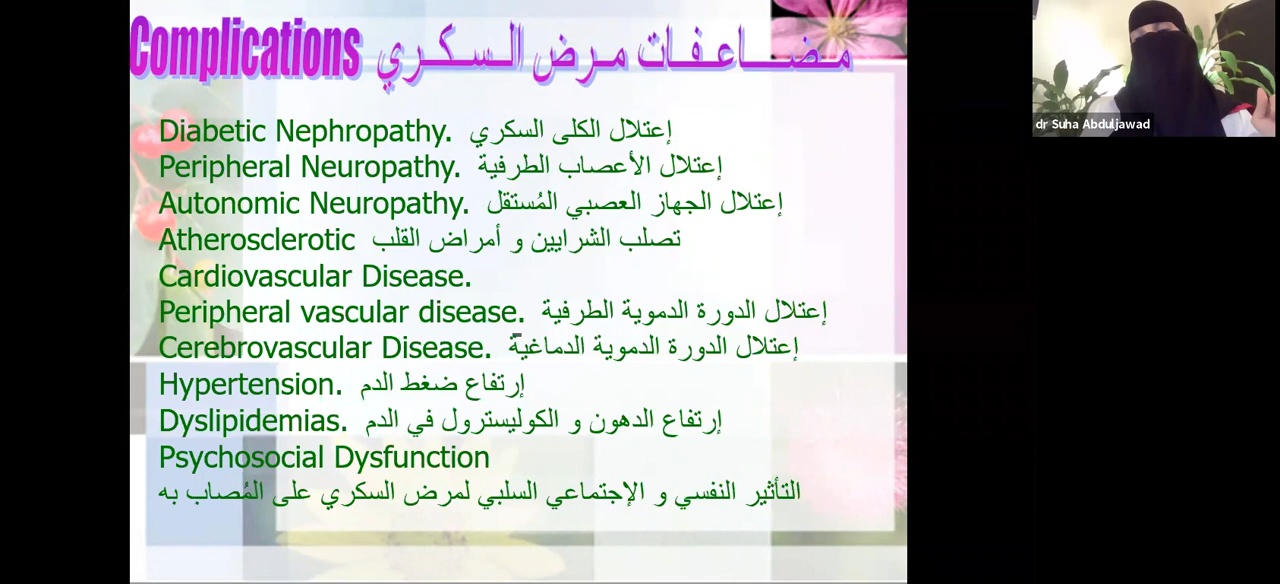 Complications مضاعفات مرض السكري
dr Suha Abduljawad
Diabetic Nephropathy. إعتلال الكلى السكري
Peripheral Neuropathy. إعتلال الأعصاب الطرفية
Autonomic Neuropathy. إعتلال الجهاز العصبي المُستقل
Atherosclerotic تصلب الشرايين و أمراض القلب
Cardiovascular Disease.
Peripheral vascular disease. إعتلال الدورة الدموية الطرفية
Cerebrovascular Disease. إعتلال الدورة الدموية الدماغية
Hypertension. إرتفاع ضغط الدم
Dyslipidemias. إرتفاع الدهون و الكوليسترول في الدم
Psychosocial Dysfunction
التأثير النفسي و الإجتماعي السلبي لمرض السكري على المُصاب به